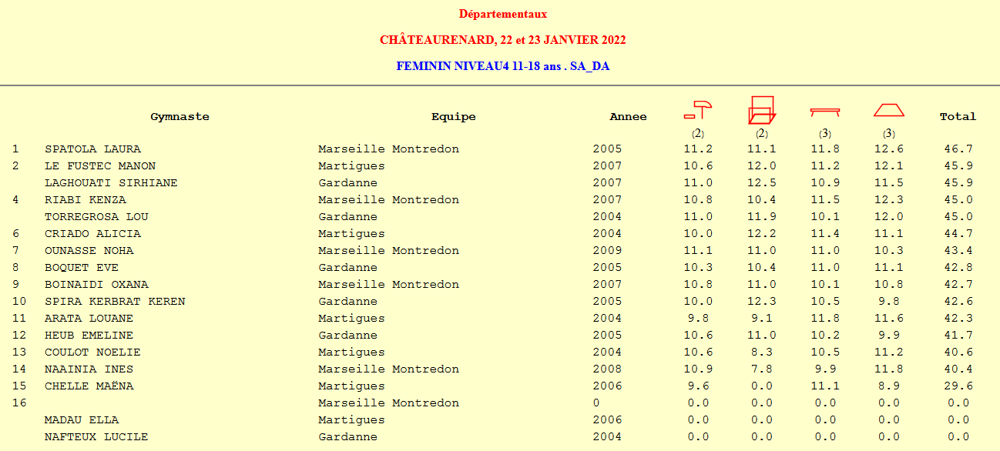 Départementaux
CHÂTEAURENARD, 22 et 23 JANVIER 2022
FEMININ NIVEAU4 11-18 ans . SA_DA
Gymnaste Equipe Annee Total
(2) (2) (3) (3)
1 SPATOLA LAURA Marseille Montredon 2005 11.2 11.1 11.8 12.6 46.7
2 LE FUSTEC MANON Martigues 2007 10.6 12.0 11.2 12.1 45.9
LAGHOUATI SIRHIANE Gardanne 2007 11.0 12.5 10.9 11.5 45.9
4 RIABI KENZA Marseille Montredon 2007 10.8 10.4 11.5 12.3 45.0
TORREGROSA LOU Gardanne 2004 11.0 11.9 10.1 12.0 45.0
6 CRIADO ALICIA Martigues 2004 10.0 12.2 11.4 11.1 44.7
7 OUNASSE NOHA Marseille Montredon 2009 11.1 11.0 11.0 10.3 43.4
8 BOQUET EVE Gardanne 2005 10.3 10.4 11.0 11.1 42.8
9 BOINAIDI OXANA Marseille Montredon 2007 10.8 11.0 10.1 10.8 42.7
10 SPIRA KERBRAT KEREN Gardanne 2005 10.0 12.3 10.5 9.8 42.6
11 ARATA LOUANE Martigues 2004 9.8 9.1 11.8 11.6 42.3
12 HEUB EMELINE Gardanne 2005 10.6 11.0 10.2 9.9 41.7
13 COULOT NOELIE Martigues 2004 10.6 8.3 10.5 11.2 40.6
14 NAAINIA INES Marseille Montredon 2008 10.9 7.8 9.9 11.8 40.4
15 CHELLE MAËNA Martigues 2006 9.6 0.0 11.1 8.9 29.6
16 Marseille Montredon 0 0.0 0.0 0.0 0.0 0.0
MADAU ELLA Martigues 2006 0.0 0.0 0.0 0.0 0.0
NAFTEUX LUCILE Gardanne 2004 0.0 0.0 0.0 0.0 0.0